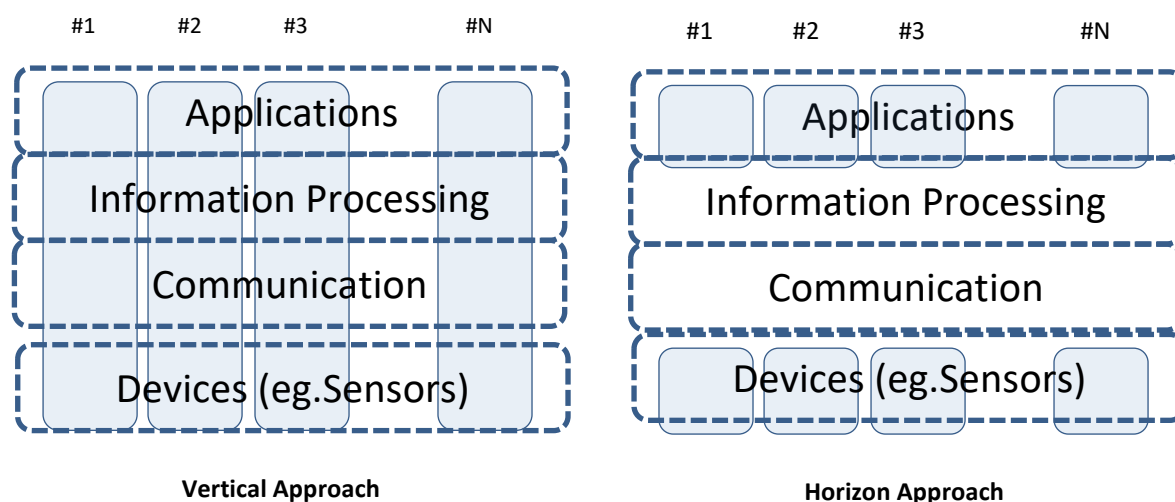 #1 #2 #3 #N
Applications
Information Processing
Communication
Devices (eg.Sensors)
Vertical Approach
#1 #2 #3 #N
Applications
Information Processing
Communication
Devices (eg.Sensors)
Horizon Approach